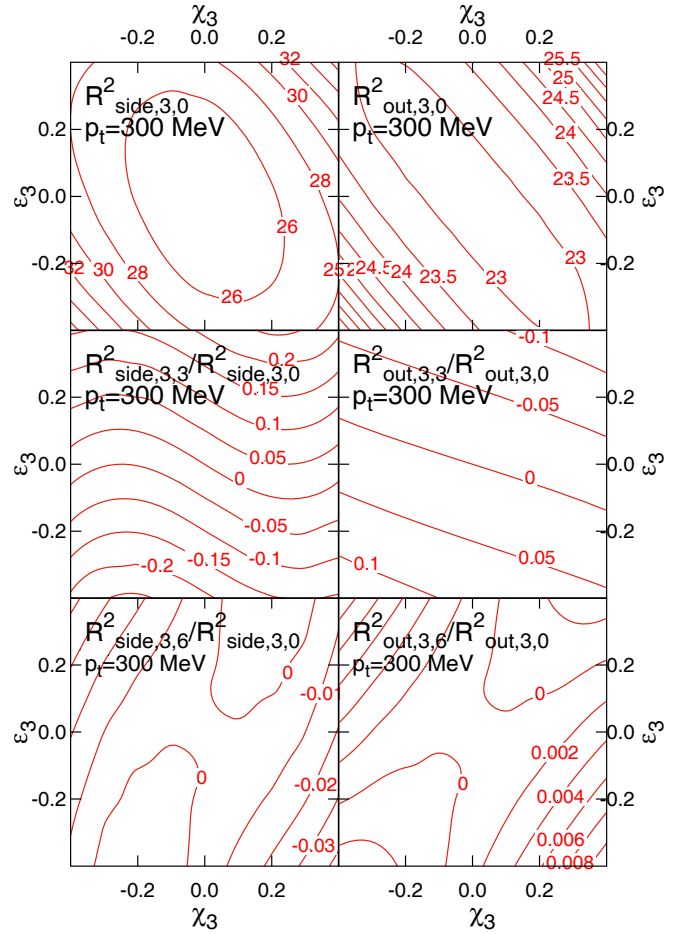 χ3 χ3
-0.2 0.0 0.2 -0.2 0.0 0.2
R²side,3,0
pt=300 MeV
32
30
28
26
26
28
30
32
R²out,3,0
pt=300 MeV
25.5
25
24.5
24
23.5
23
23
23.5
24
24.5
0.2
0.0
-0.2
ε3
0.2
0.0
-0.2
ε3
R²side,3,3/R²side,3,0
pt=300 MeV
0.2
0.15
0.1
0.05
0
-0.05
-0.1
-0.15
-0.2
R²out,3,3/R²out,3,0
pt=300 MeV
-0.1
-0.05
0
0.05
0.1
0.2
0.0
-0.2
ε3
0.2
0.0
-0.2
ε3
R²side,3,6/R²side,3,0
pt=300 MeV
0
-0.01
0
-0.02
-0.03
R²out,3,6/R²out,3,0
pt=300 MeV
0
0.002
0
0.004
0.006
0.008
0.2
0.0
-0.2
ε3
0.2
0.0
-0.2
ε3
-0.2 0.0 0.2 -0.2 0.0 0.2
χ3 χ3